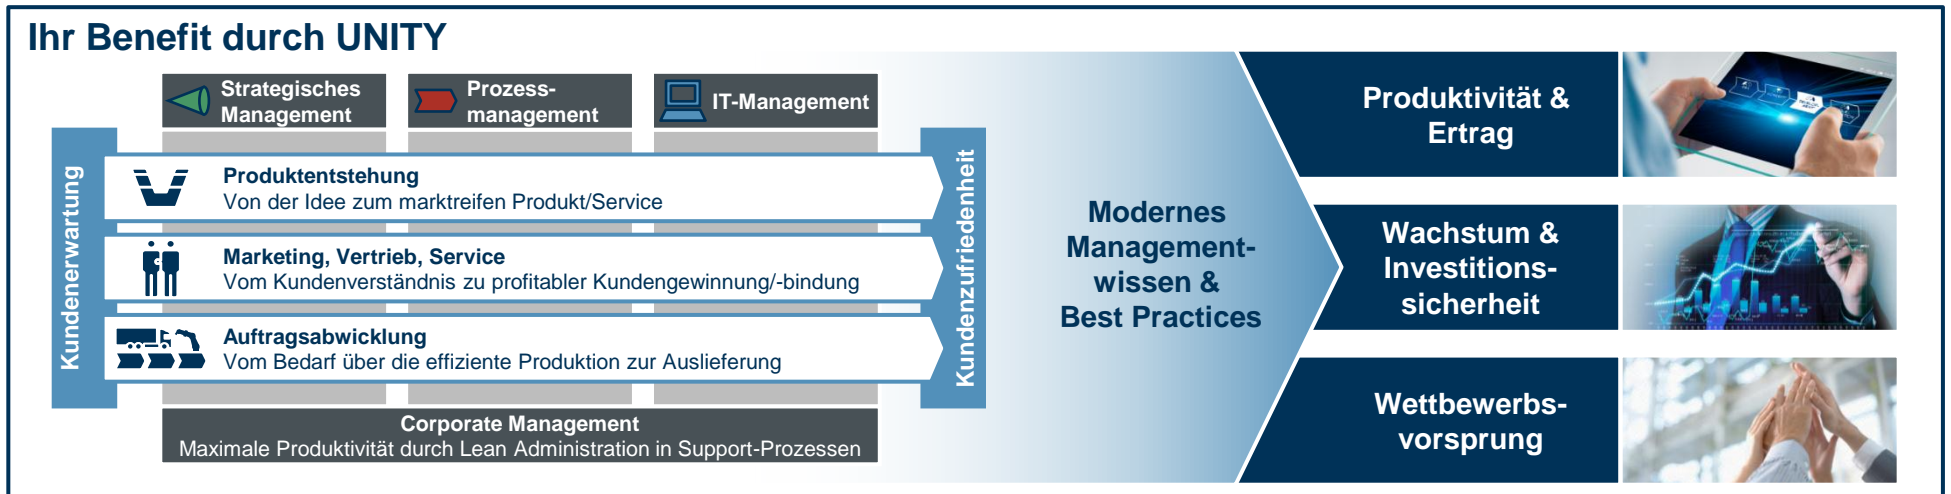 Ihr Benefit durch UNITY
Strategisches
Management
Prozess-
management
IT-Management
Kundenerwartung
Produktentstehung
Von der Idee zum marktreifen Produkt/Service
Marketing, Vertrieb, Service
Vom Kundenverständnis zu profitabler Kundengewinnung/-bindung
Auftragsabwicklung
Vom Bedarf über die effiziente Produktion zur Auslieferung
Kundenzufriedenheit
Corporate Management
Maximale Produktivität durch Lean Administration in Support-Prozessen
Modernes
Management-
wissen &
Best Practices
Produktivität &
Ertrag
Wachstum &
Investitions-
sicherheit
Wettbewerbs-
vorsprung